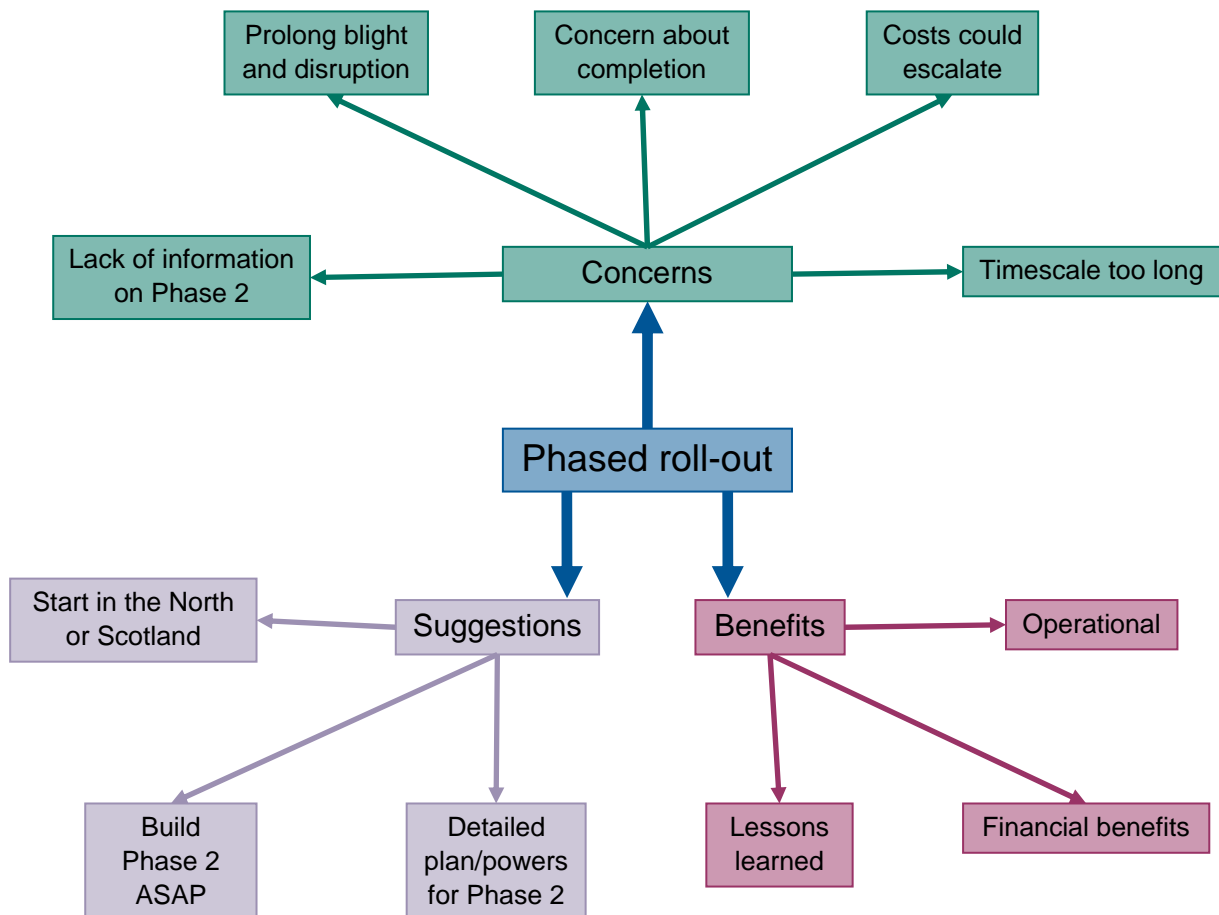 Prolong blight
and disruption
Concern about
completion
Costs could
escalate
Lack of information
on Phase 2
Concerns
Timescale too long
Phased roll-out
Start in the North
or Scotland
Suggestions
Benefits
Operational
Build
Phase 2
ASAP
Detailed
plan/powers
for Phase 2
Lessons
learned
Financial benefits